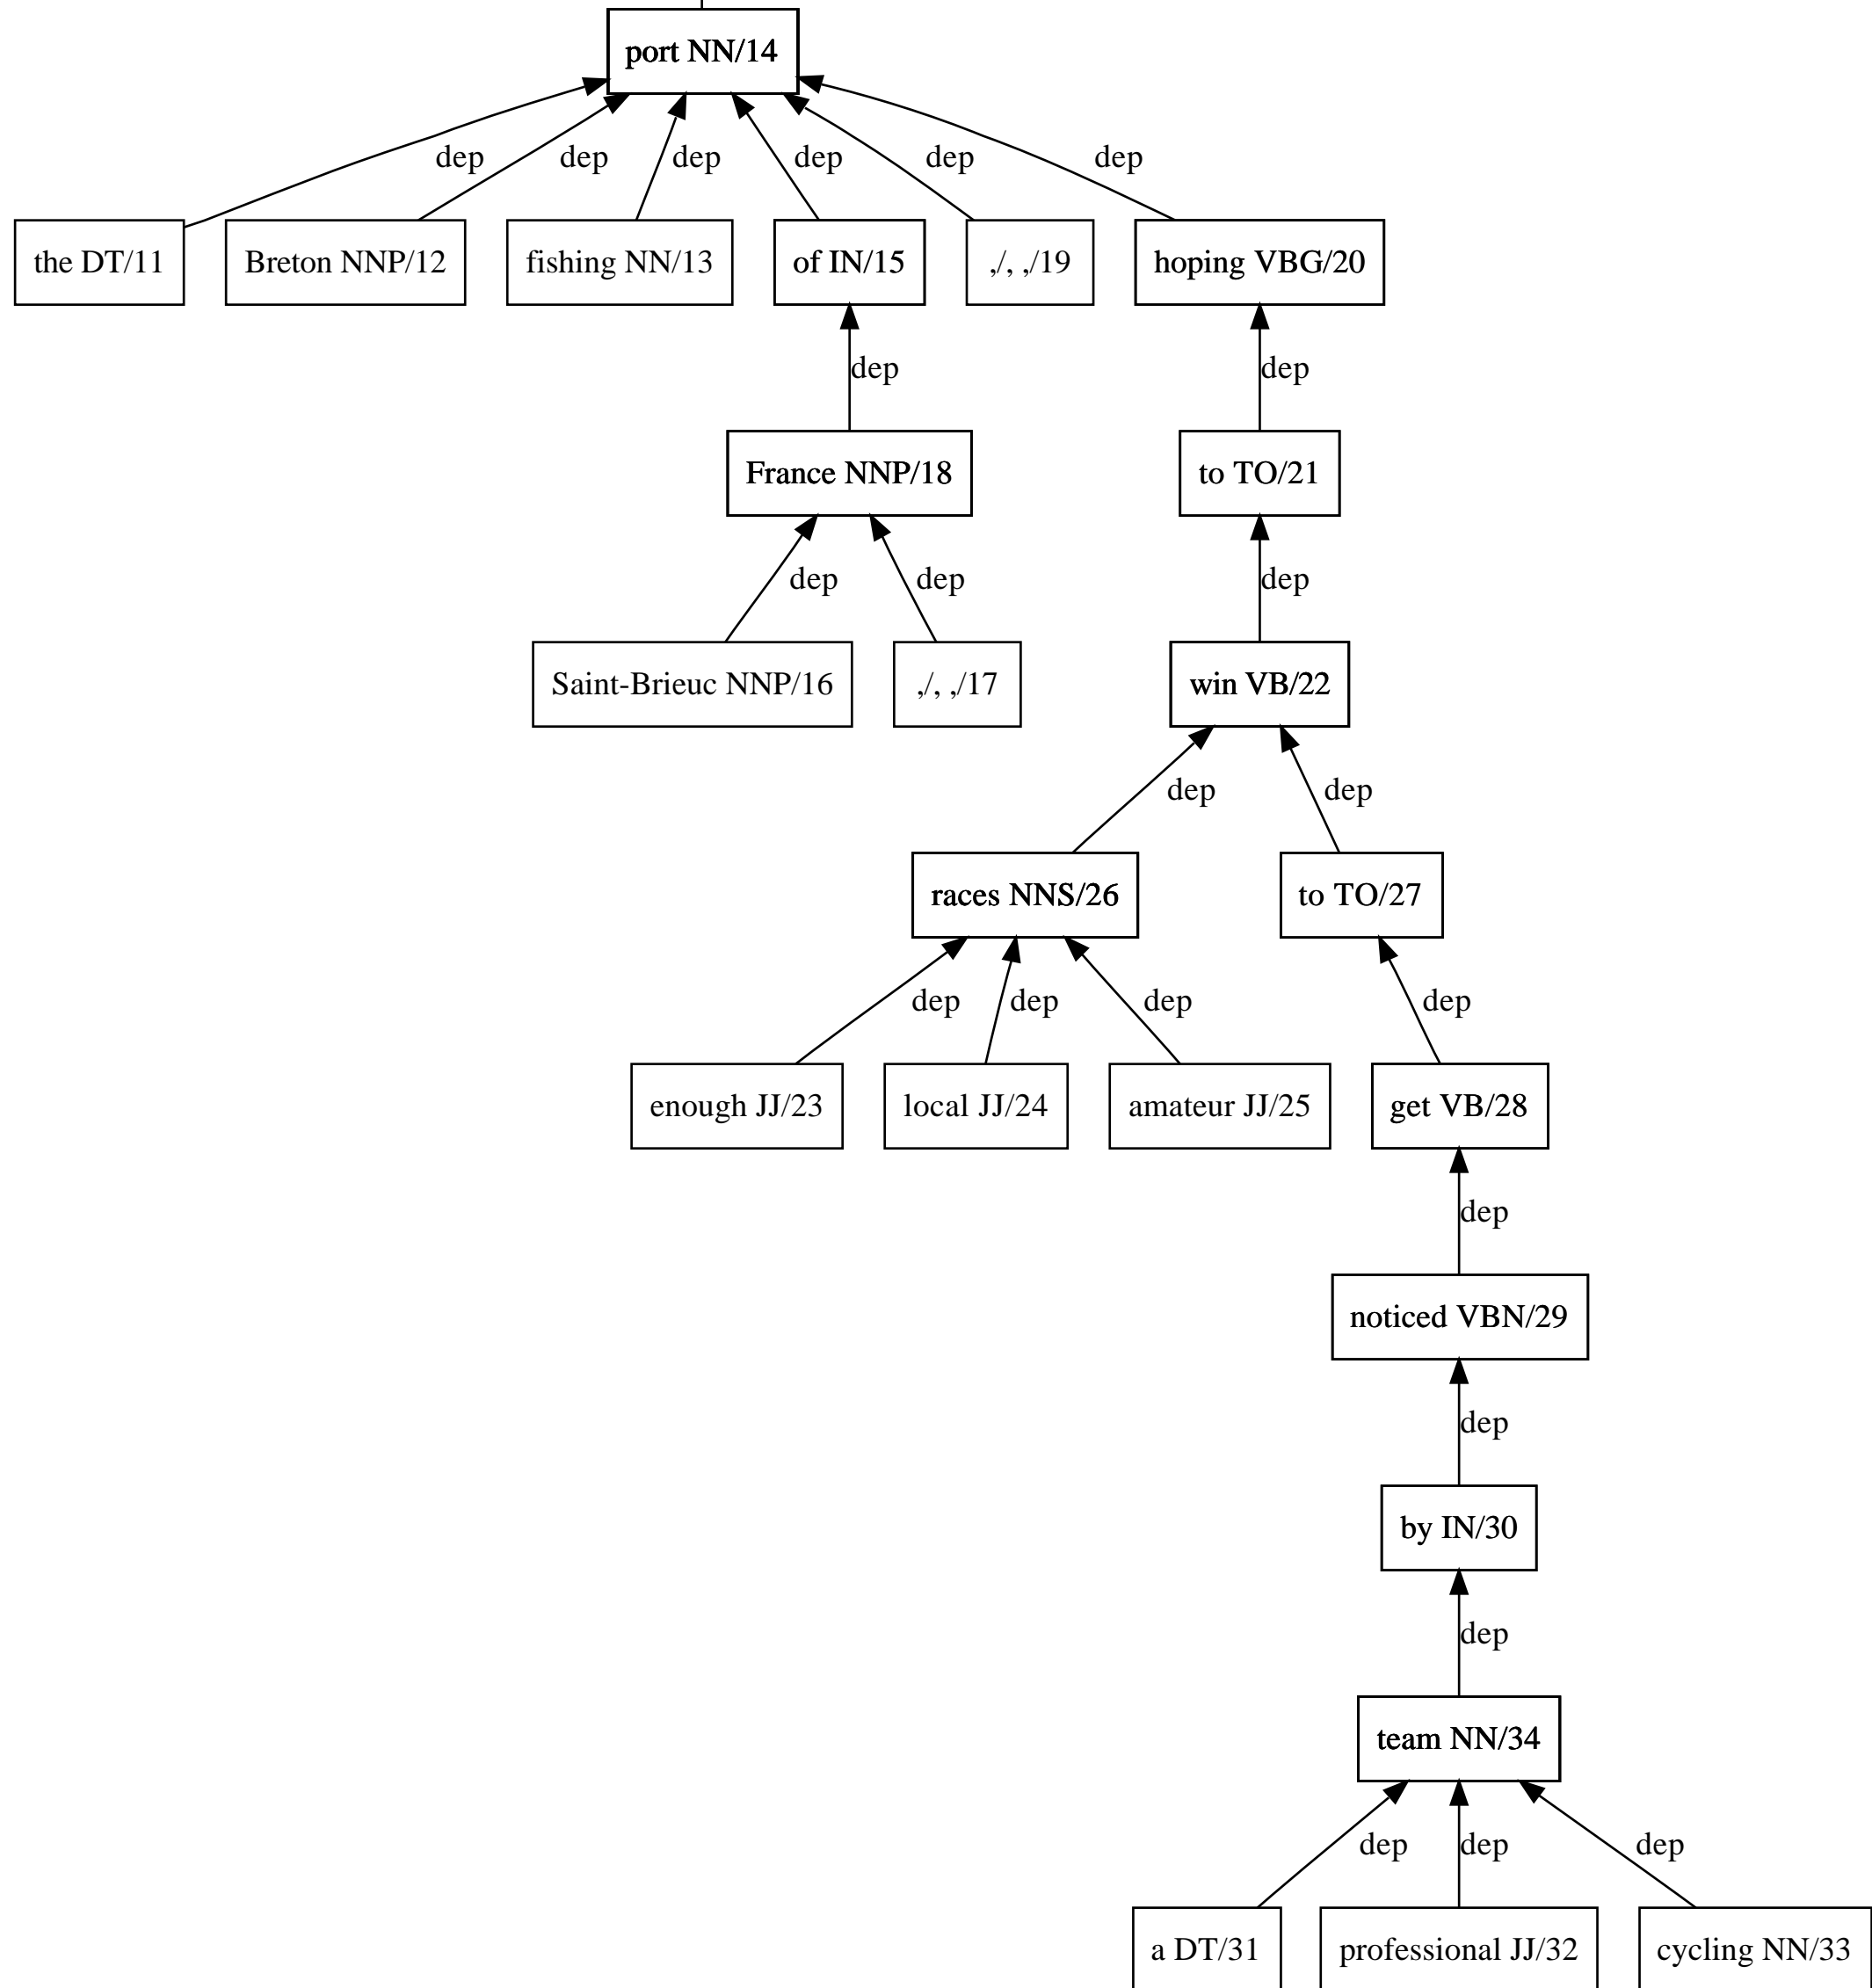 port NN/14
dep dep dep dep dep dep
the DT/11 Breton NNP/12 fishing NN/13 of IN/15 ,/, ,/19 hoping VBG/20
dep dep
France NNP/18 to TO/21
dep dep dep
Saint-Brieuc NNP/16 ,/, ,/17 win VB/22
dep dep
races NNS/26 to TO/27
dep dep dep dep
enough JJ/23 local JJ/24 amateur JJ/25 get VB/28
dep
noticed VBN/29
dep
by IN/30
dep
team NN/34
dep dep dep
a DT/31 professional JJ/32 cycling NN/33